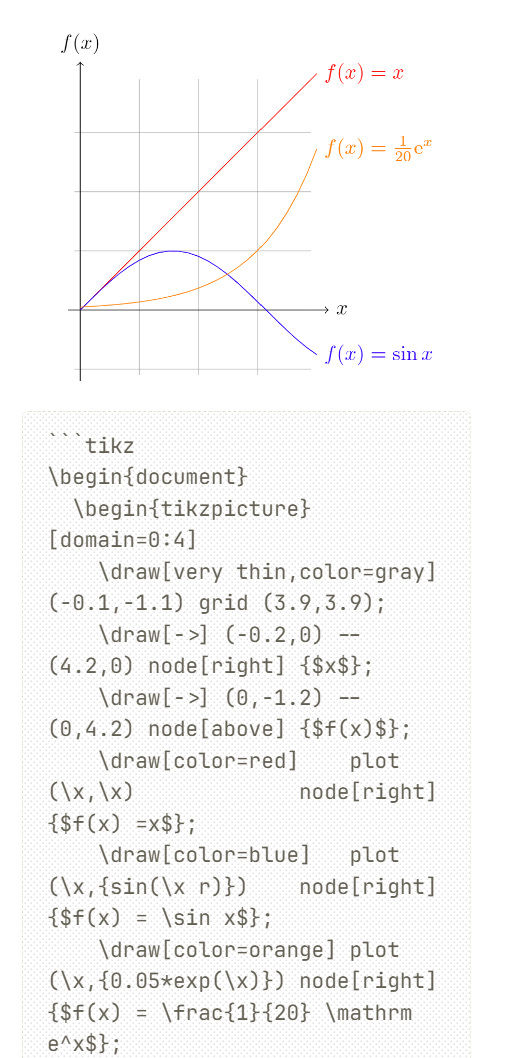 f(x)
f(x) = x
f(x) = \frac{1}{20}e^x
x
f(x) = sin x
```tikz
\begin{document}
  \begin{tikzpicture}
[domain=0:4]
    \draw[very thin,color=gray]
(-0.1,-1.1) grid (3.9,3.9);
    \draw[->] (-0.2,0) --
(4.2,0) node[right] {$x$};
    \draw[->] (0,-1.2) --
(0,4.2) node[above] {$f(x)$};
    \draw[color=red]    plot
(\x,\x)             node[right]
{$f(x) =x$};
    \draw[color=blue]   plot
(\x,{sin(\x r)})    node[right]
{$f(x) = \sin x$};
    \draw[color=orange] plot
(\x,{0.05*exp(\x)}) node[right]
{$f(x) = \frac{1}{20} \mathrm
e^x$};